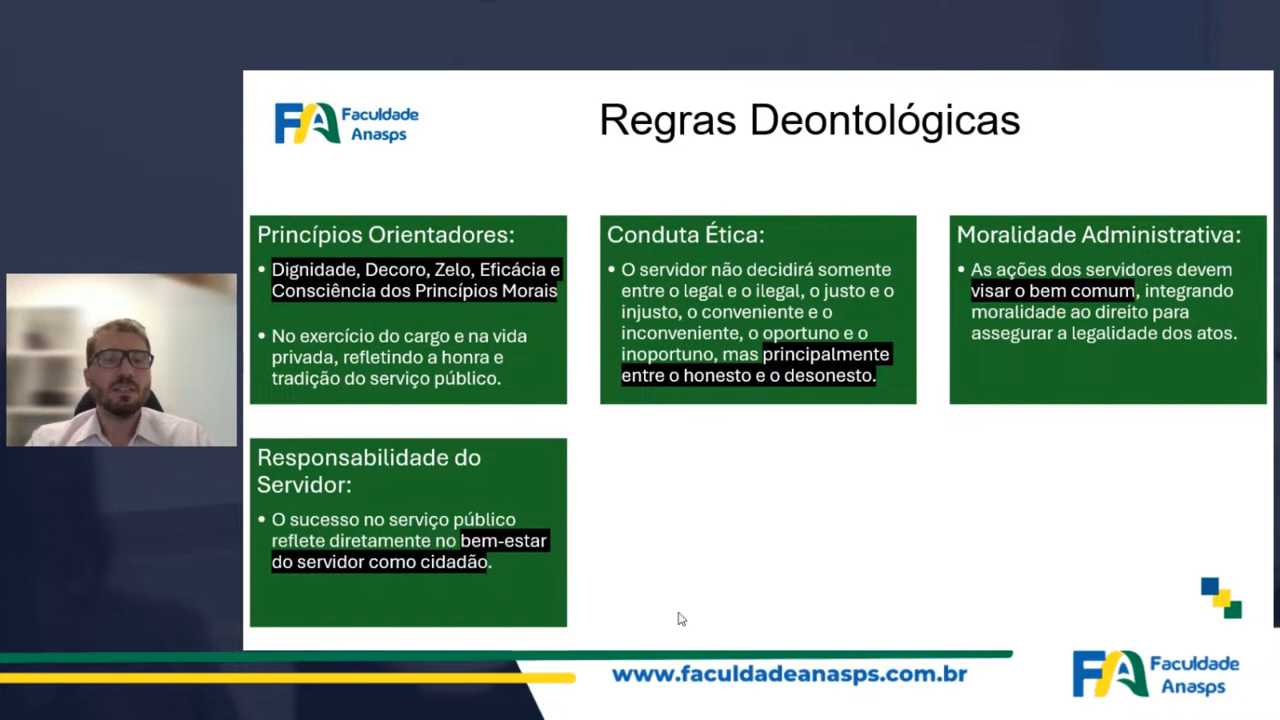 Faculdade
Anasps
Regras Deontológicas
Princípios Orientadores:
• Dignidade, Decoro, Zelo, Eficácia e
Consciência dos Princípios Morais
• No exercício do cargo e na vida
privada, refletindo a honra e
tradição do serviço público.
Conduta Ética:
• O servidor não decidirá somente
entre o legal e o ilegal, o justo e o
injusto, o conveniente e o
inconveniente, o oportuno e o
inoportuno, mas principalmente
entre o honesto e o desonesto.
Moralidade Administrativa:
• As ações dos servidores devem
visar o bem comum, integrando
moralidade ao direito para
assegurar a legalidade dos atos.
Responsabilidade do
Servidor:
• O sucesso no serviço público
reflete diretamente no bem-estar
do servidor como cidadão.
www.faculdadeanasps.com.br
Faculdade
Anasps